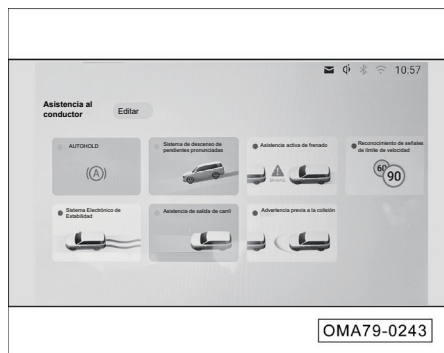 10:57
Asistencia al
conductor
Editar
AUTOHOLD
(A)
Sistema de descenso de
pendientes pronunciadas
Asistencia activa de frenado
Reconocimiento de señales
de límite de velocidad
60
90
Sistema Electrónico de
Estabilidad
Asistencia de salida de carril
Advertencia previa a la colisión
OMA79-0243